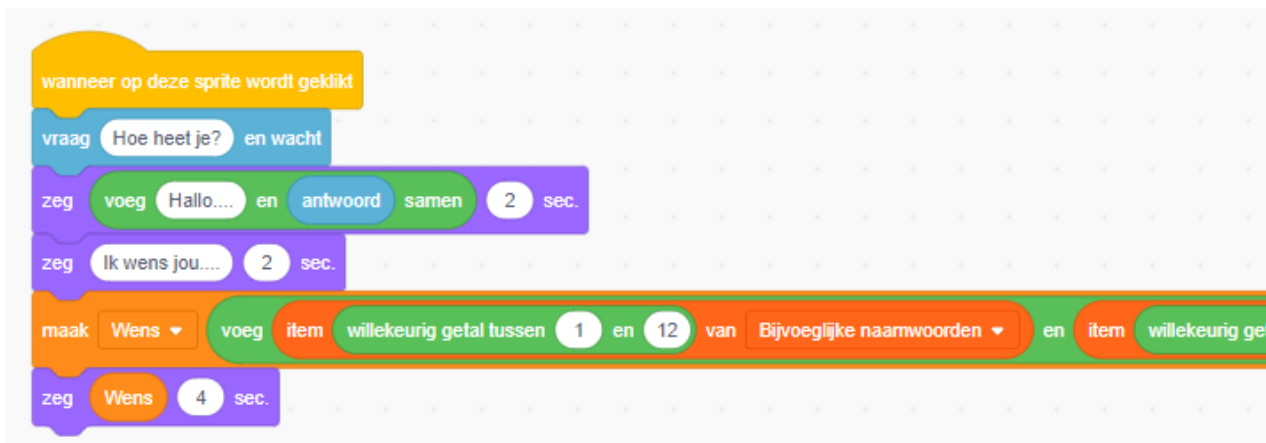 wanneer op deze sprite wordt geklikt
vraag Hoe heet je? en wacht
zeg voeg Hallo.... en antwoord samen 2 sec.
zeg Ik wens jou.... 2 sec.
maak Wens voeg item willekeurig getal tussen 1 en 12 van Bijvoeglijke naamwoorden en item willekeurig get
zeg Wens 4 sec.